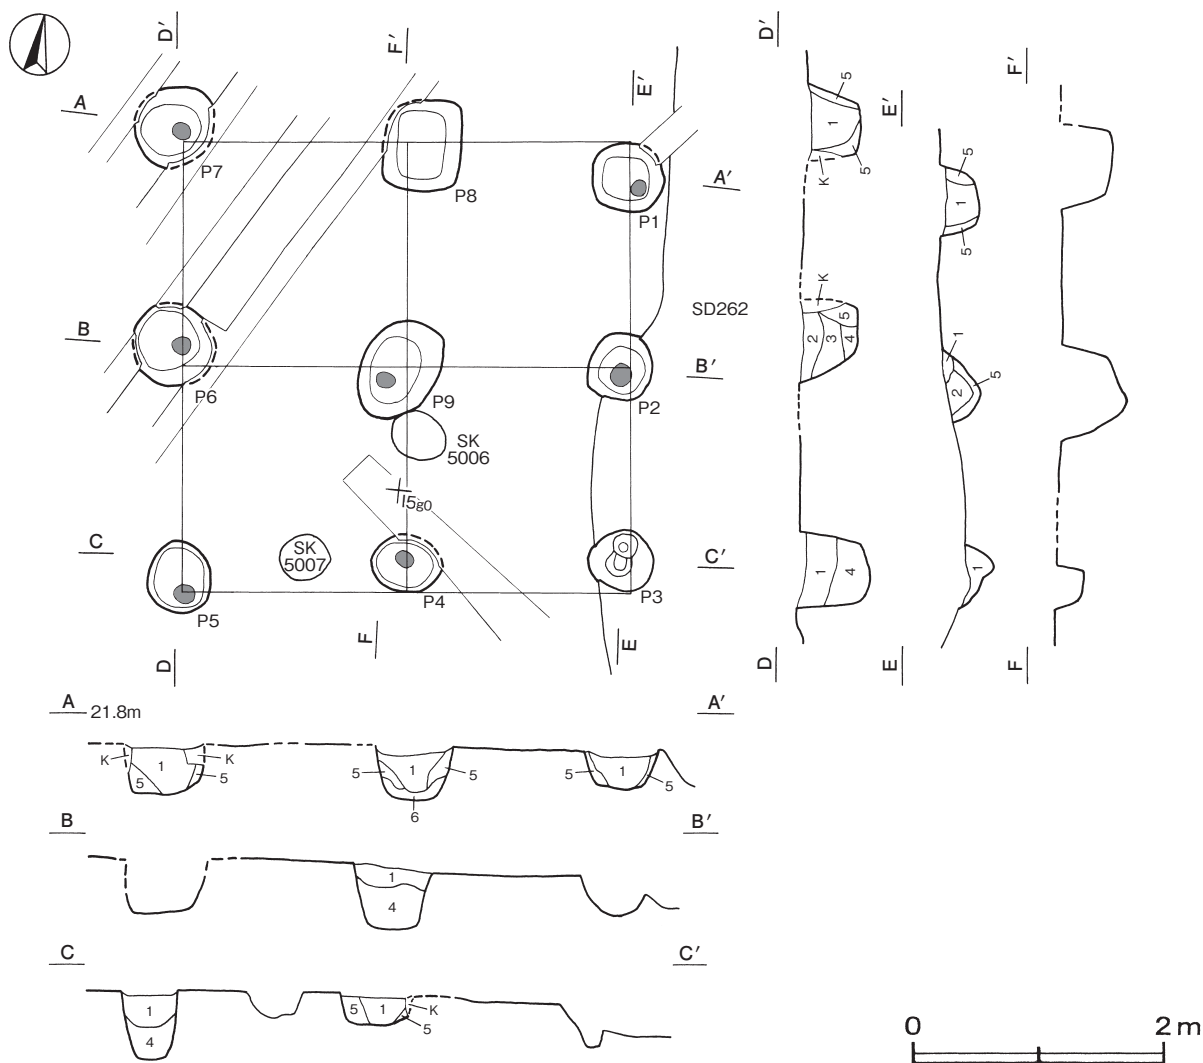 D′
F′
E′
A
P7
P8
A′
P1
SD262
B
B′
P6
P9
P2
SK
5006
I5g0
C
SK
5007
C′
P5
P4
P3
D
F
E
D′
5
1
K
5
K
5
2
3
4
1
4
D
E′
5
1
5
1
5
2
1
E
F′
F
A 21.8m
A′
K
1
K
5
5
5
1
5
6
5
1
5
B
B′
1
4
C
C′
1
4
5
1
K
5
0
2m